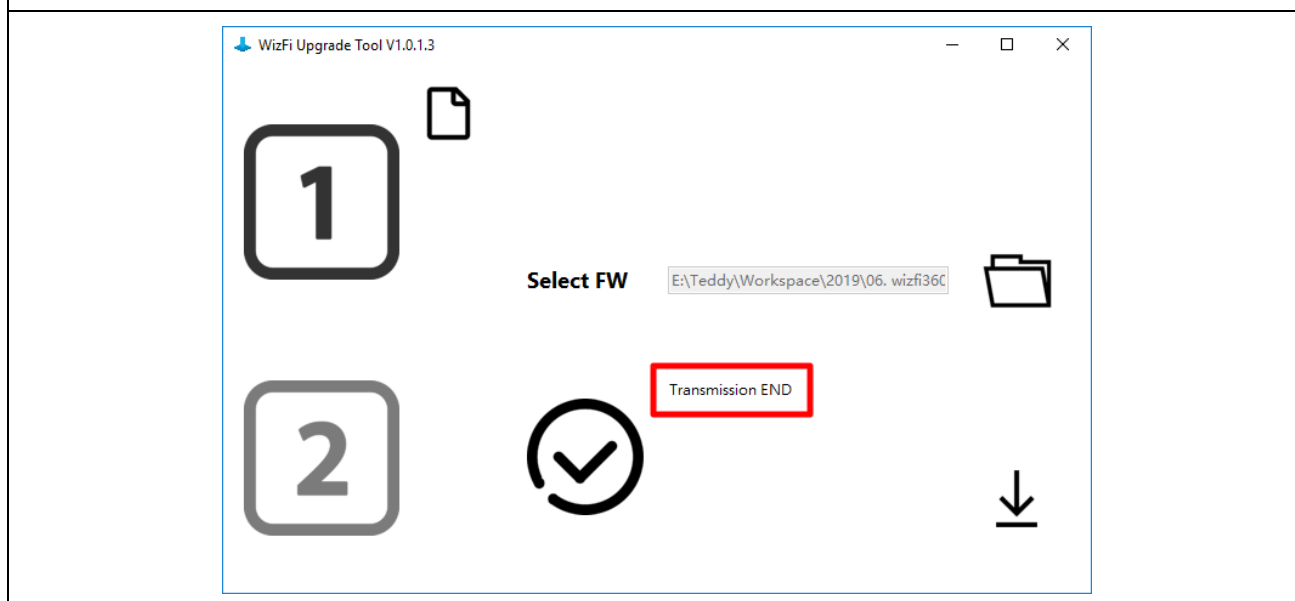 WizFi Upgrade Tool V1.0.1.3
1
Select FW
E:\Teddy\Workspace\2019\06. wizfi360
Transmission END
2